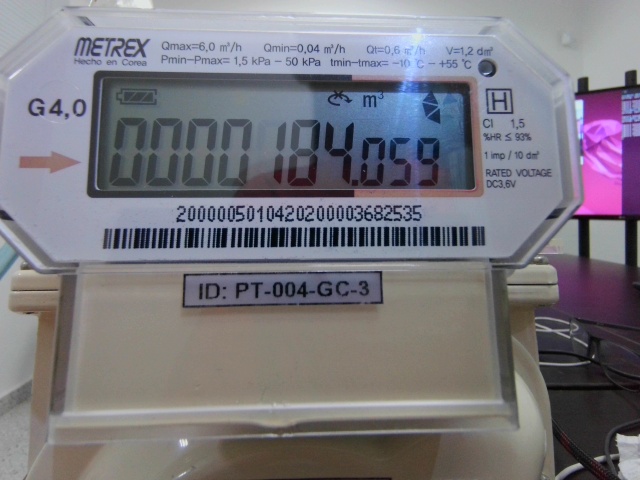 METREX
Hecho en Corea
Qmax=6,0 m³/h Qmin=0,04 m³/h Qt=0,6 m³/h V=1,2 dm³
Pmin-Pmax= 1,5 kPa - 50 kPa tmin-tmax= -10 °C - +55 °C
G4,0
m³
0000184.059
H
CI 1,5
%HR ≤ 93%
1 imp / 10 dm³
RATED VOLTAGE
DC3,6V
2000005010420200003682535
ID: PT-004-GC-3